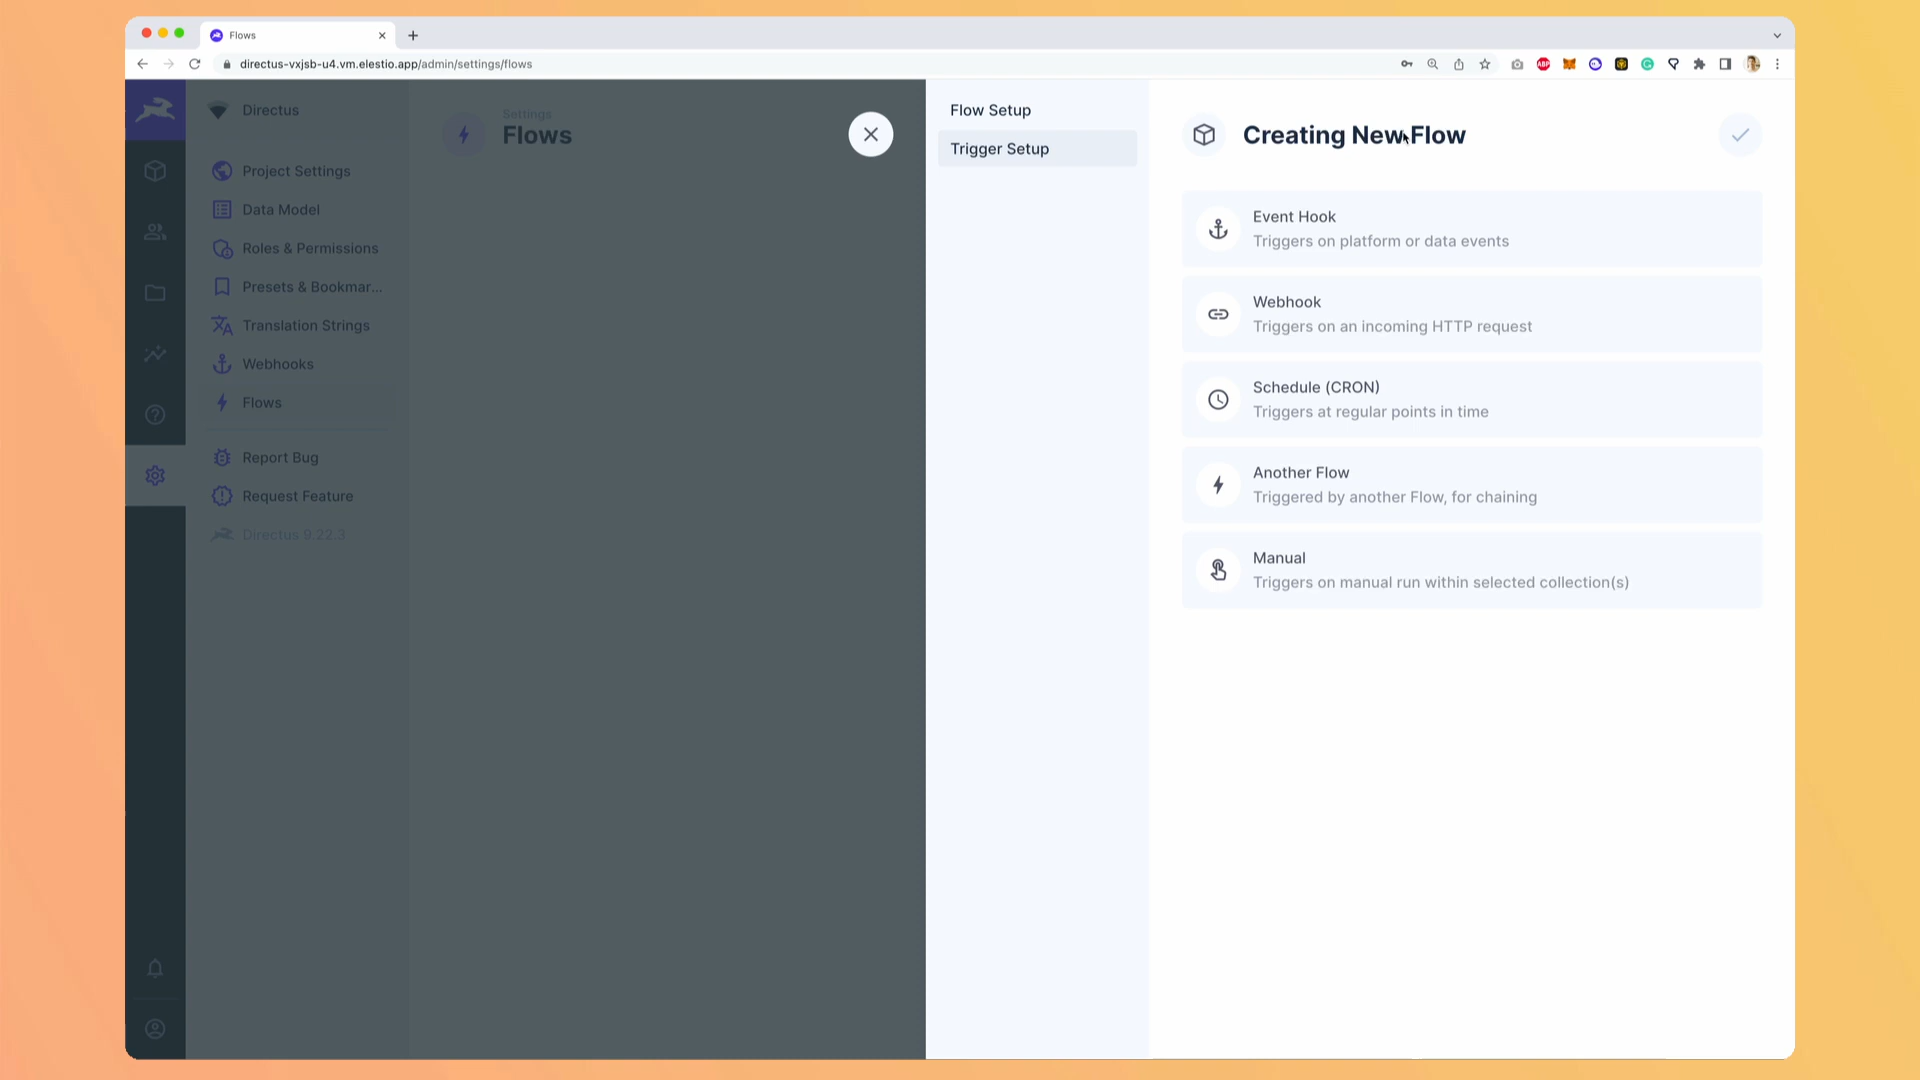 Flows
directus-vxjsb-u4.vm.elestio.app/admin/settings/flows
ABP
Directus
Project Settings
Data Model
Roles & Permissions
Presets & Bookmar...
Translation Strings
Webhooks
Flows
Report Bug
Request Feature
Directus 9.22.3
Settings
Flows
Flow Setup
Trigger Setup
Creating New Flow
Event Hook
Triggers on platform or data events
Webhook
Triggers on an incoming HTTP request
Schedule (CRON)
Triggers at regular points in time
Another Flow
Triggered by another Flow, for chaining
Manual
Triggers on manual run within selected collection(s)